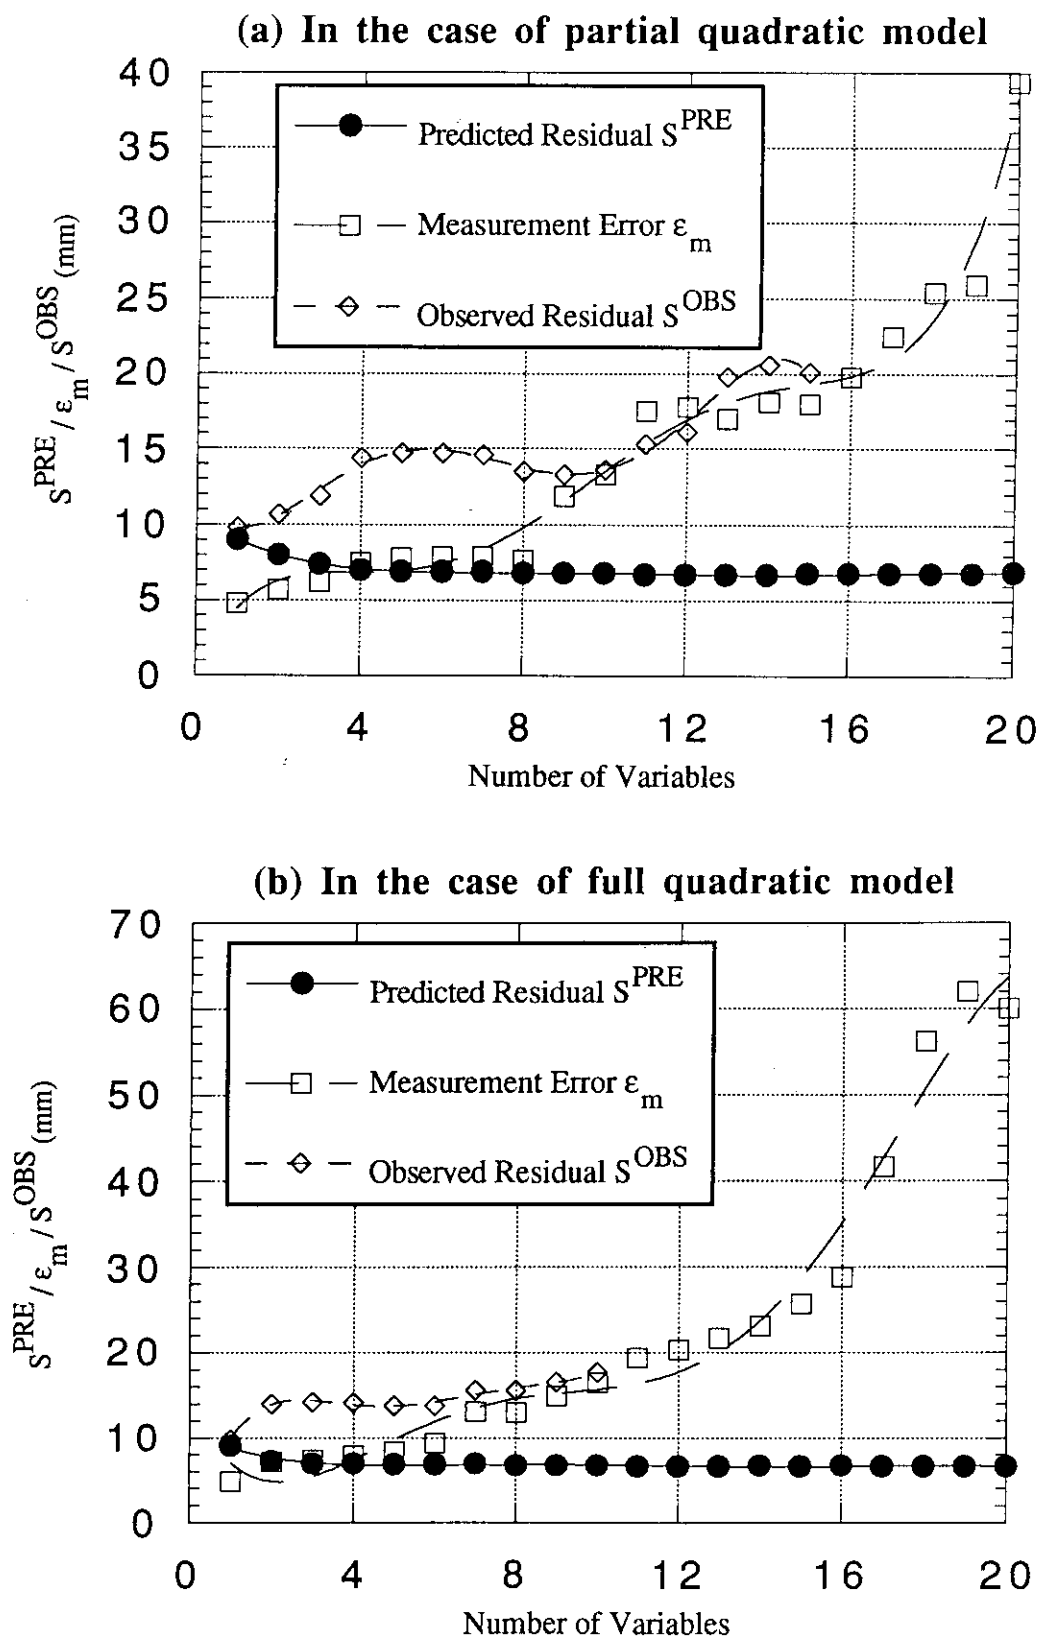 (a) In the case of partial quadratic model
40
35
30
25
20
15
10
5
0
S^PRE / ε_m / S^OBS (mm)
Predicted Residual S^PRE
Measurement Error ε_m
Observed Residual S^OBS
0 4 8 12 16 20
Number of Variables
(b) In the case of full quadratic model
70
60
50
40
30
20
10
0
S^PRE / ε_m / S^OBS (mm)
Predicted Residual S^PRE
Measurement Error ε_m
Observed Residual S^OBS
0 4 8 12 16 20
Number of Variables